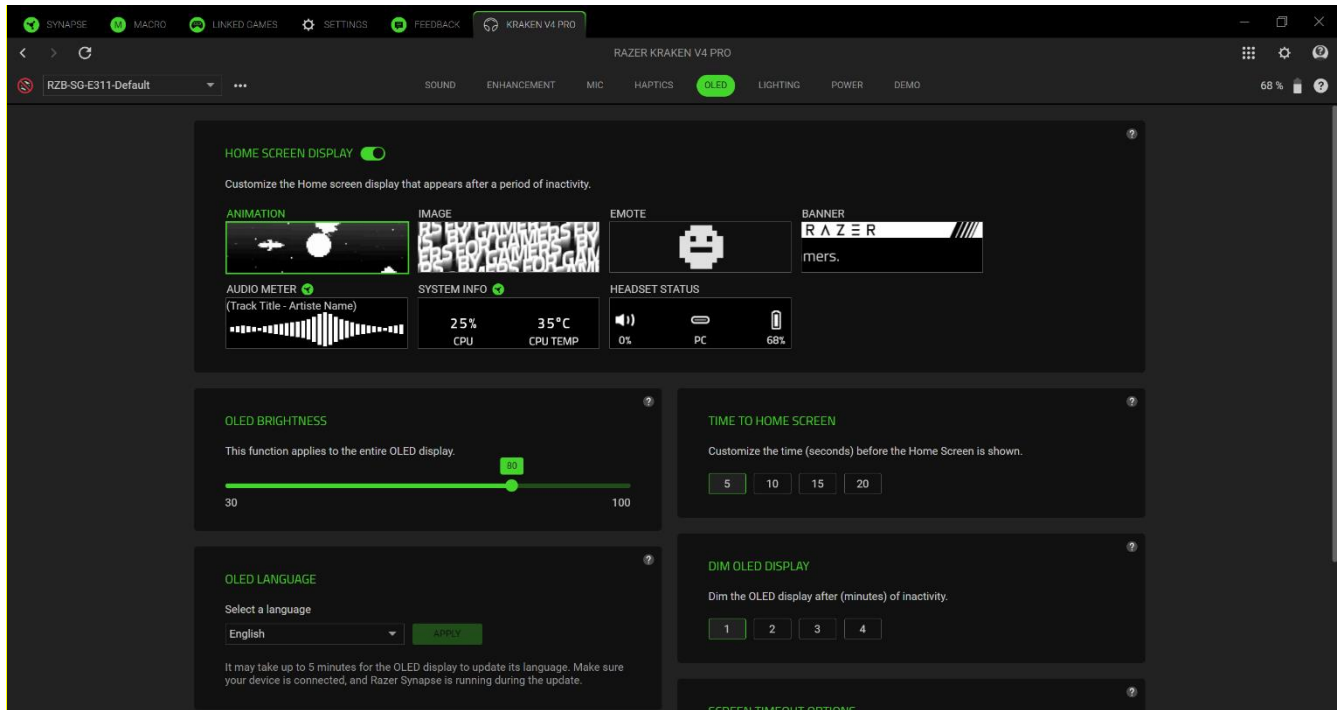 SYNAPSE M MACRO LINKED GAMES SETTINGS FEEDBACK KRAKEN V4 PRO
RAZER KRAKEN V4 PRO
RZB-SG-E311-Default ••• SOUND ENHANCEMENT MIC HAPTICS OLED LIGHTING POWER DEMO 68 % ?
?
HOME SCREEN DISPLAY
Customize the Home screen display that appears after a period of inactivity.
ANIMATION IMAGE EMOTE BANNER
BY GAMERS
FOR GAMERS
RAZER
mers.
AUDIO METER SYSTEM INFO HEADSET STATUS
(Track Title - Artiste Name)
25% 35°C
CPU CPU TEMP
0% PC 68%
?
OLED BRIGHTNESS
This function applies to the entire OLED display.
80
30 100
?
TIME TO HOME SCREEN
Customize the time (seconds) before the Home Screen is shown.
5 10 15 20
?
OLED LANGUAGE
Select a language
English APPLY
It may take up to 5 minutes for the OLED display to update its language. Make sure
your device is connected, and Razer Synapse is running during the update.
?
DIM OLED DISPLAY
Dim the OLED display after (minutes) of inactivity.
1 2 3 4
?
SCREEN TIMEOUT OPTIONS